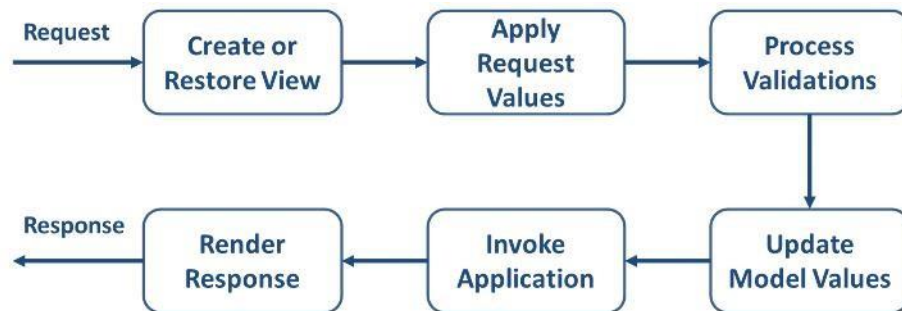 Request
Create or
Restore View
Apply
Request
Values
Process
Validations
Response
Render
Response
Invoke
Application
Update
Model Values